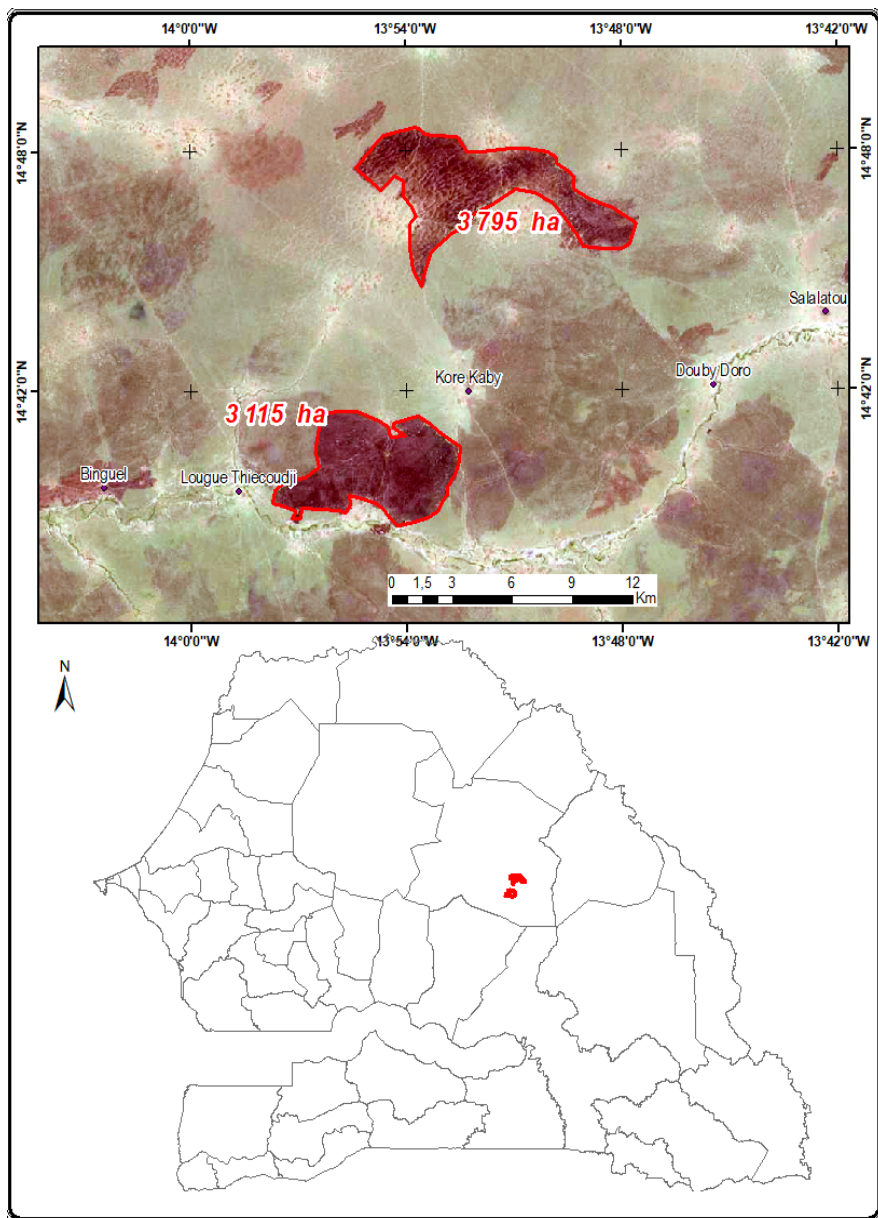 14°0'0"W 13°54'0"W 13°48'0"W 13°42'0"W
14°48'0"N 14°48'0"N
3 795 ha
Salalatou
Douby Doro
Kore Kaby
14°42'0"N 14°42'0"N
3 115 ha
Binguel
Lougue Thiecoudji
0 1,5 3 6 9 12
Km
14°0'0"W 13°54'0"W 13°48'0"W 13°42'0"W
N